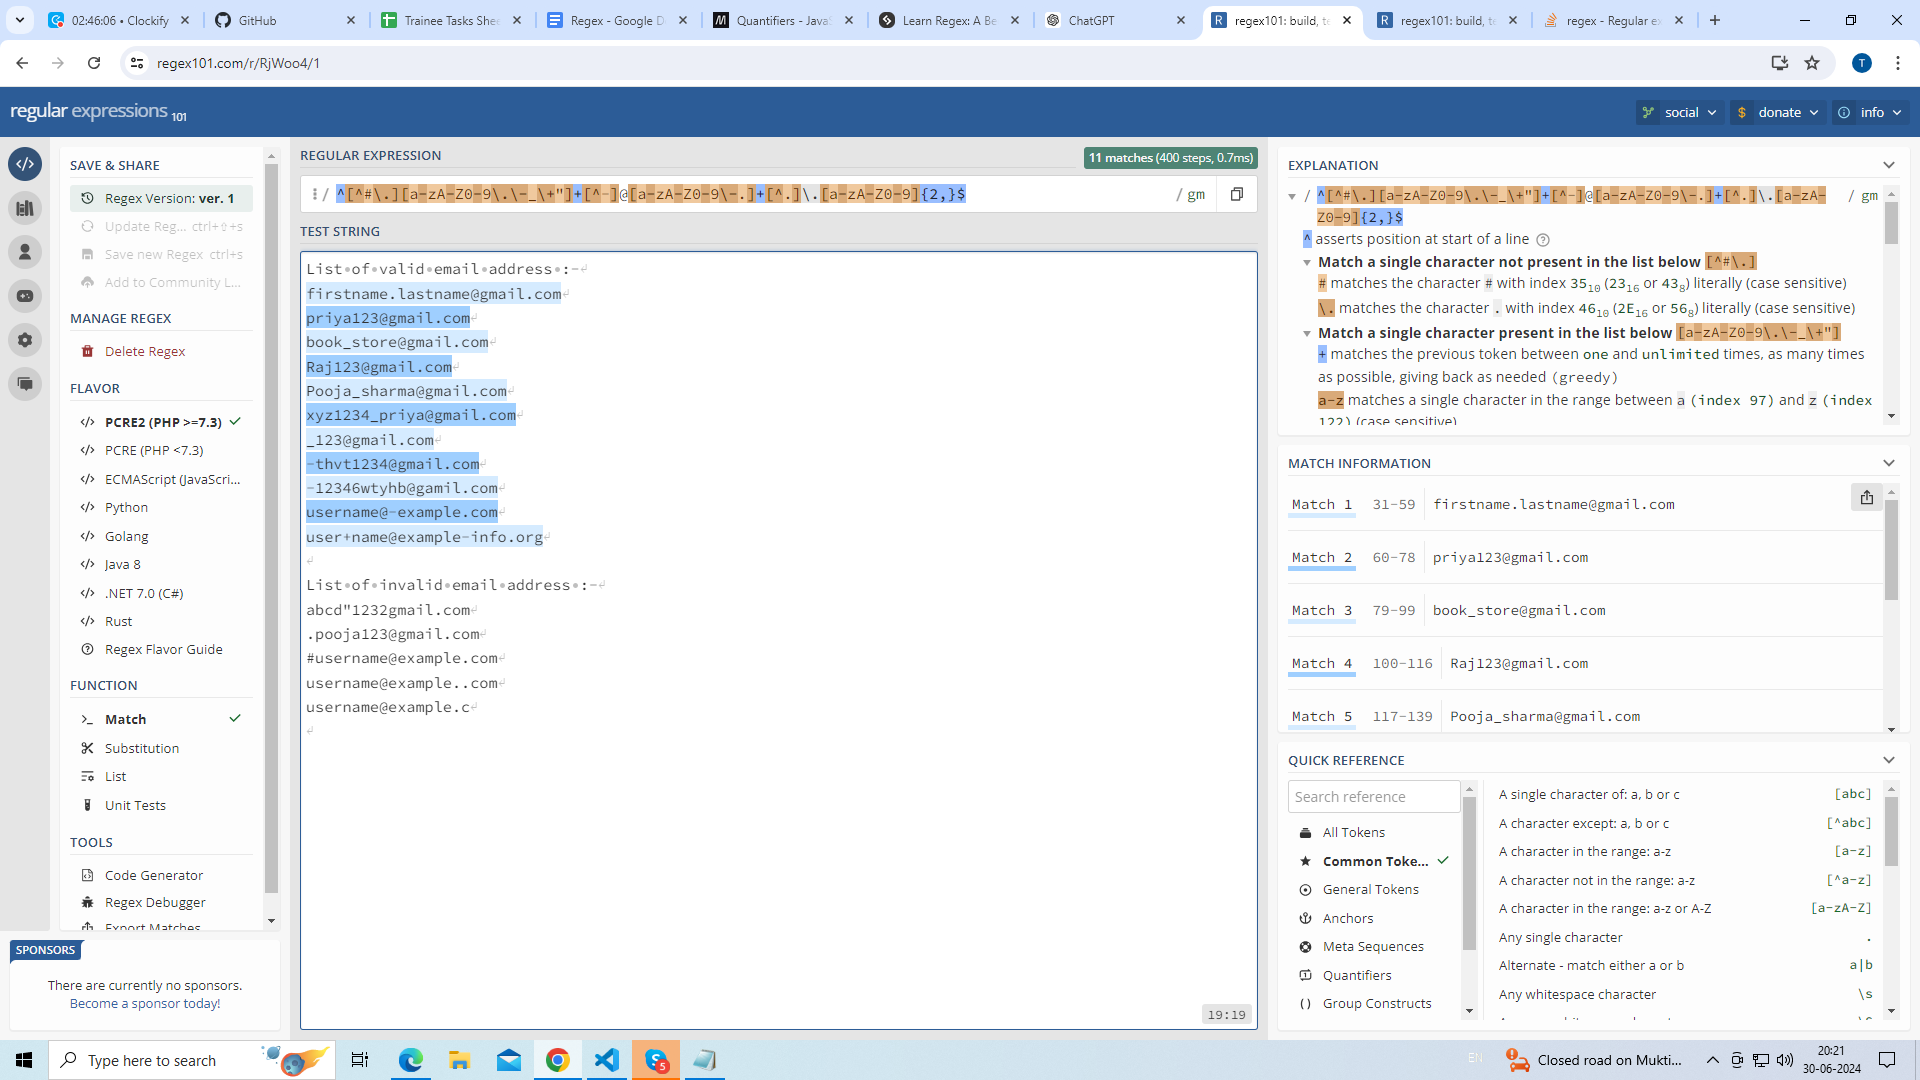 02:46:06 • Clockify
GitHub
Trainee Tasks She
Regex - Google D
Quantifiers - Java
Learn Regex: A Be
ChatGPT
regex101: build, te
regex101: build, te
regex - Regular ex
regex101.com/r/RjWoo4/1
T
regular expressions 101
social
$ donate
info
SAVE & SHARE
Regex Version: ver. 1
Update Reg... ctrl+⇧+s
Save new Regex ctrl+s
Add to Community L...
MANAGE REGEX
Delete Regex
FLAVOR
</> PCRE2 (PHP >=7.3)
</> PCRE (PHP <7.3)
</> ECMAScript (JavaScri...
</> Python
</> Golang
</> Java 8
</> .NET 7.0 (C#)
</> Rust
Regex Flavor Guide
FUNCTION
Match
Substitution
List
Unit Tests
TOOLS
Code Generator
Regex Debugger
Export Matches
SPONSORS
There are currently no sponsors.
Become a sponsor today!
REGULAR EXPRESSION
11 matches (400 steps, 0.7ms)
/ ^[^#\.][a-zA-Z0-9\.\-_\+"]+[^-]@[a-zA-Z0-9\-.]+[^.]\.[a-zA-Z0-9]{2,}$ / gm
TEST STRING
List•of•valid•email•address•:-↵
firstname.lastname@gmail.com↵
priya123@gmail.com↵
book_store@gmail.com↵
Raj123@gmail.com↵
Pooja_sharma@gmail.com↵
xyz1234_priya@gmail.com↵
_123@gmail.com↵
-thvt1234@gmail.com↵
-12346wtyhb@gamil.com↵
username@-example.com↵
user+name@example-info.org↵
↵
List•of•invalid•email•address•:-↵
abcd"1232gmail.com↵
.pooja123@gmail.com↵
#username@example.com↵
username@example..com↵
username@example.c↵
↵
19:19
EXPLANATION
/ ^[^#\.][a-zA-Z0-9\.\-_\+"]+[^-]@[a-zA-Z0-9\-.]+[^.]\.[a-zA- / gm
Z0-9]{2,}$
^ asserts position at start of a line
Match a single character not present in the list below [^#\.]
# matches the character # with index 35₁₀ (23₁₆ or 43₈) literally (case sensitive)
\. matches the character . with index 46₁₀ (2E₁₆ or 56₈) literally (case sensitive)
Match a single character present in the list below [a-zA-Z0-9\.\-_\+"]
+ matches the previous token between one and unlimited times, as many times
as possible, giving back as needed (greedy)
a-z matches a single character in the range between a (index 97) and z (index
122) (case sensitive)
MATCH INFORMATION
Match 1 31-59 firstname.lastname@gmail.com
Match 2 60-78 priya123@gmail.com
Match 3 79-99 book_store@gmail.com
Match 4 100-116 Raj123@gmail.com
Match 5 117-139 Pooja_sharma@gmail.com
QUICK REFERENCE
Search reference
All Tokens
Common Toke...
General Tokens
Anchors
Meta Sequences
Quantifiers
Group Constructs
A single character of: a, b or c [abc]
A character except: a, b or c [^abc]
A character in the range: a-z [a-z]
A character not in the range: a-z [^a-z]
A character in the range: a-z or A-Z [a-zA-Z]
Any single character .
Alternate - match either a or b a|b
Any whitespace character \s
Type here to search
5
EN
Closed road on Mukti...
20:21
30-06-2024